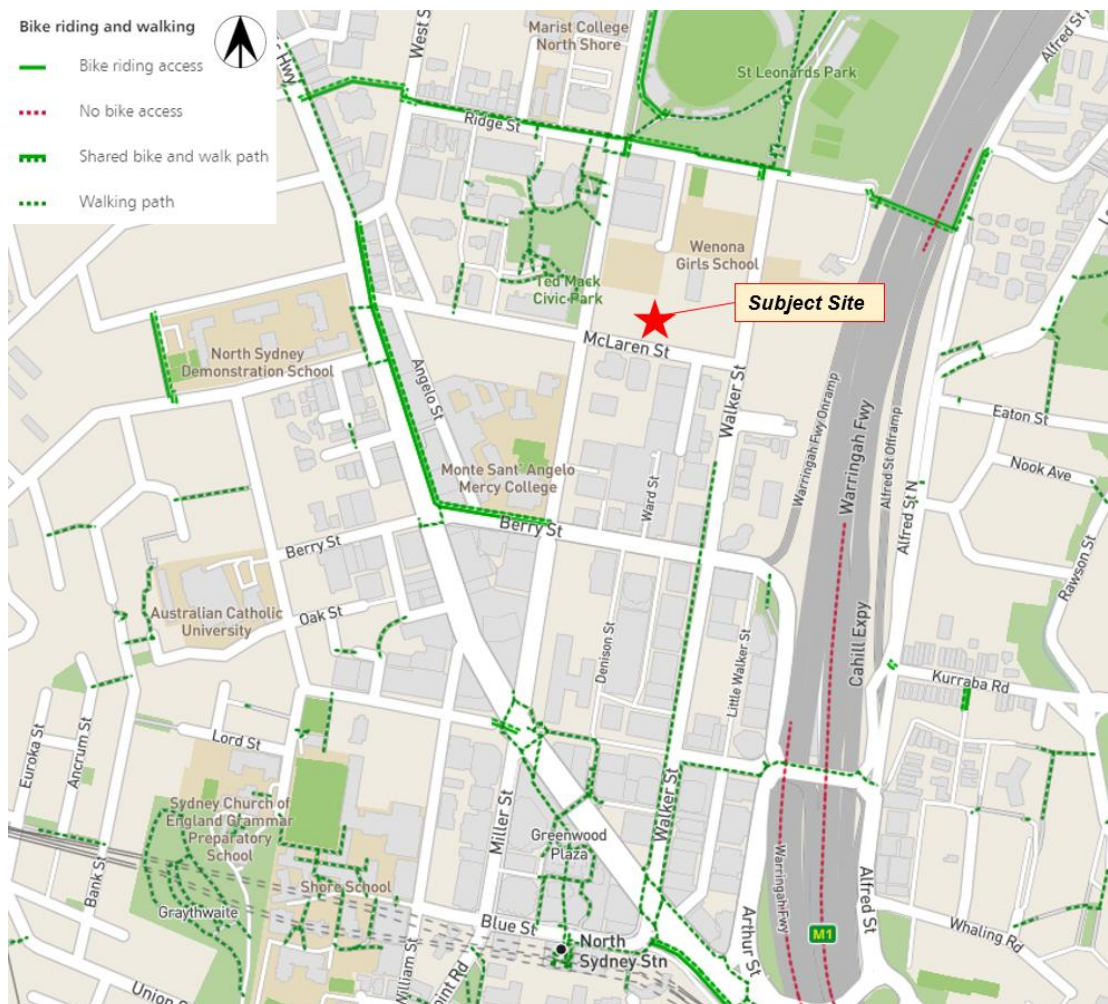 Bike riding and walking
Bike riding access
No bike access
Shared bike and walk path
Walking path
Hwy
West S
Marist College
North Shore
St Leonards Park
Alfred St
Ridge St
Wenona
Girls School
Ted Mack
Civic Park
Subject Site
McLaren St
North Sydney
Demonstration School
Angelo St
Walker St
Warringah Fwy Onramp
Warringah Fwy
Alfred St Offramp
Alfred St N
Eaton St
Nook Ave
Monte Sant' Angelo
Mercy College
Ward St
Berry St
Berry St
Rawson St
Australian Catholic
University
Oak St
Denison St
Little Walker St
Cahill Expy
Kurraba Rd
Euroka St
Ancrum St
Lord St
Sydney Church of
England Grammar
Preparatory
School
Miller St
Walker St
Greenwood
Plaza
Shore School
Graythwaite
Bank St
Blue St
North
Sydney Stn
Warringah Fwy
Arthur St
Alfred St
M1
Whaling Rd
William St
oint Rd
Union